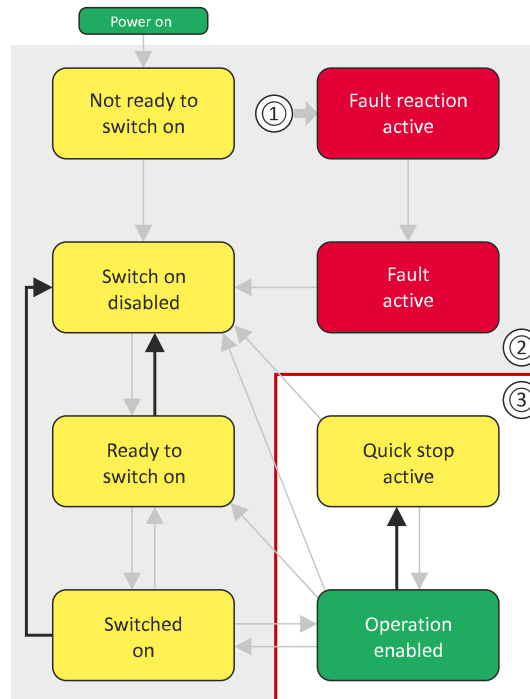 Power on
Not ready to
switch on
①
Fault reaction
active
Switch on
disabled
Fault
active
②
③
Ready to
switch on
Quick stop
active
Switched
on
Operation
enabled